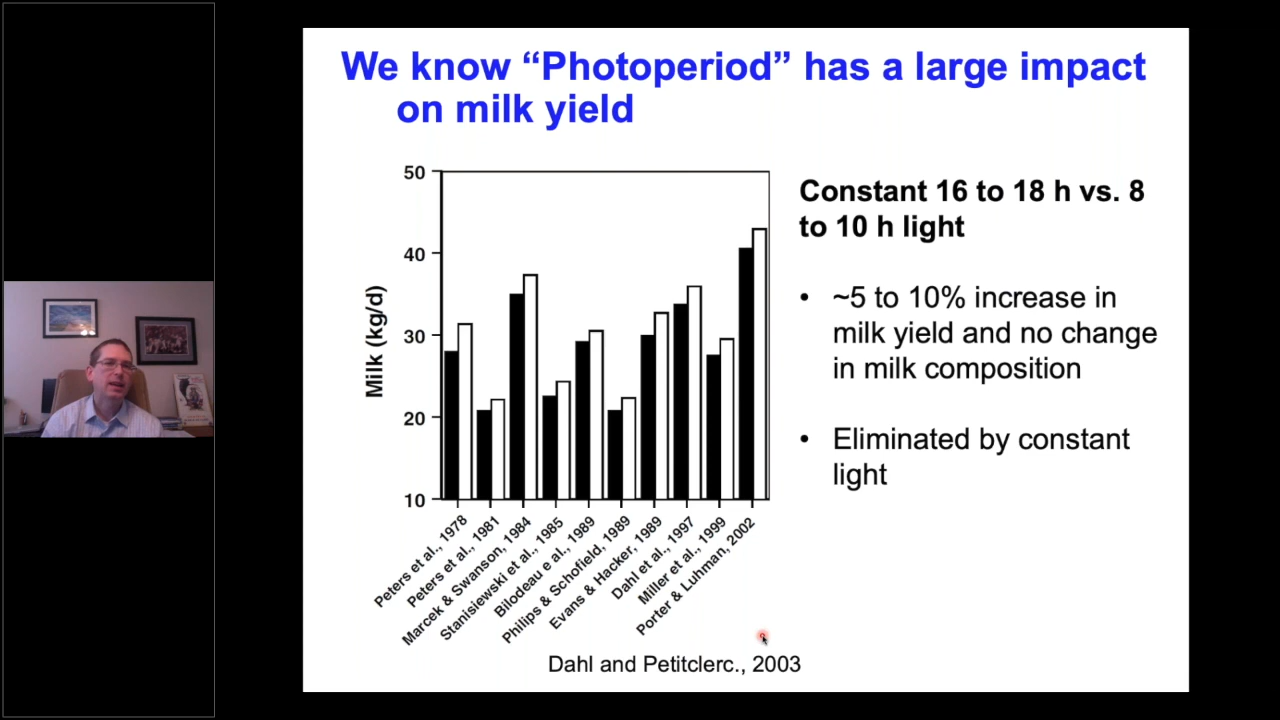 We know “Photoperiod” has a large impact
on milk yield
50
40
30
20
10
Milk (kg/d)
Peters et al., 1978
Peters et al., 1981
Marcek & Swanson, 1984
Stanisiewski et al., 1985
Bilodeau e al., 1989
Philips & Schofield, 1989
Evans & Hacker, 1989
Dahl et al., 1997
Miller et al., 1999
Porter & Luhman, 2002
Constant 16 to 18 h vs. 8
to 10 h light
• ~5 to 10% increase in
milk yield and no change
in milk composition
• Eliminated by constant
light
Dahl and Petitclerc., 2003